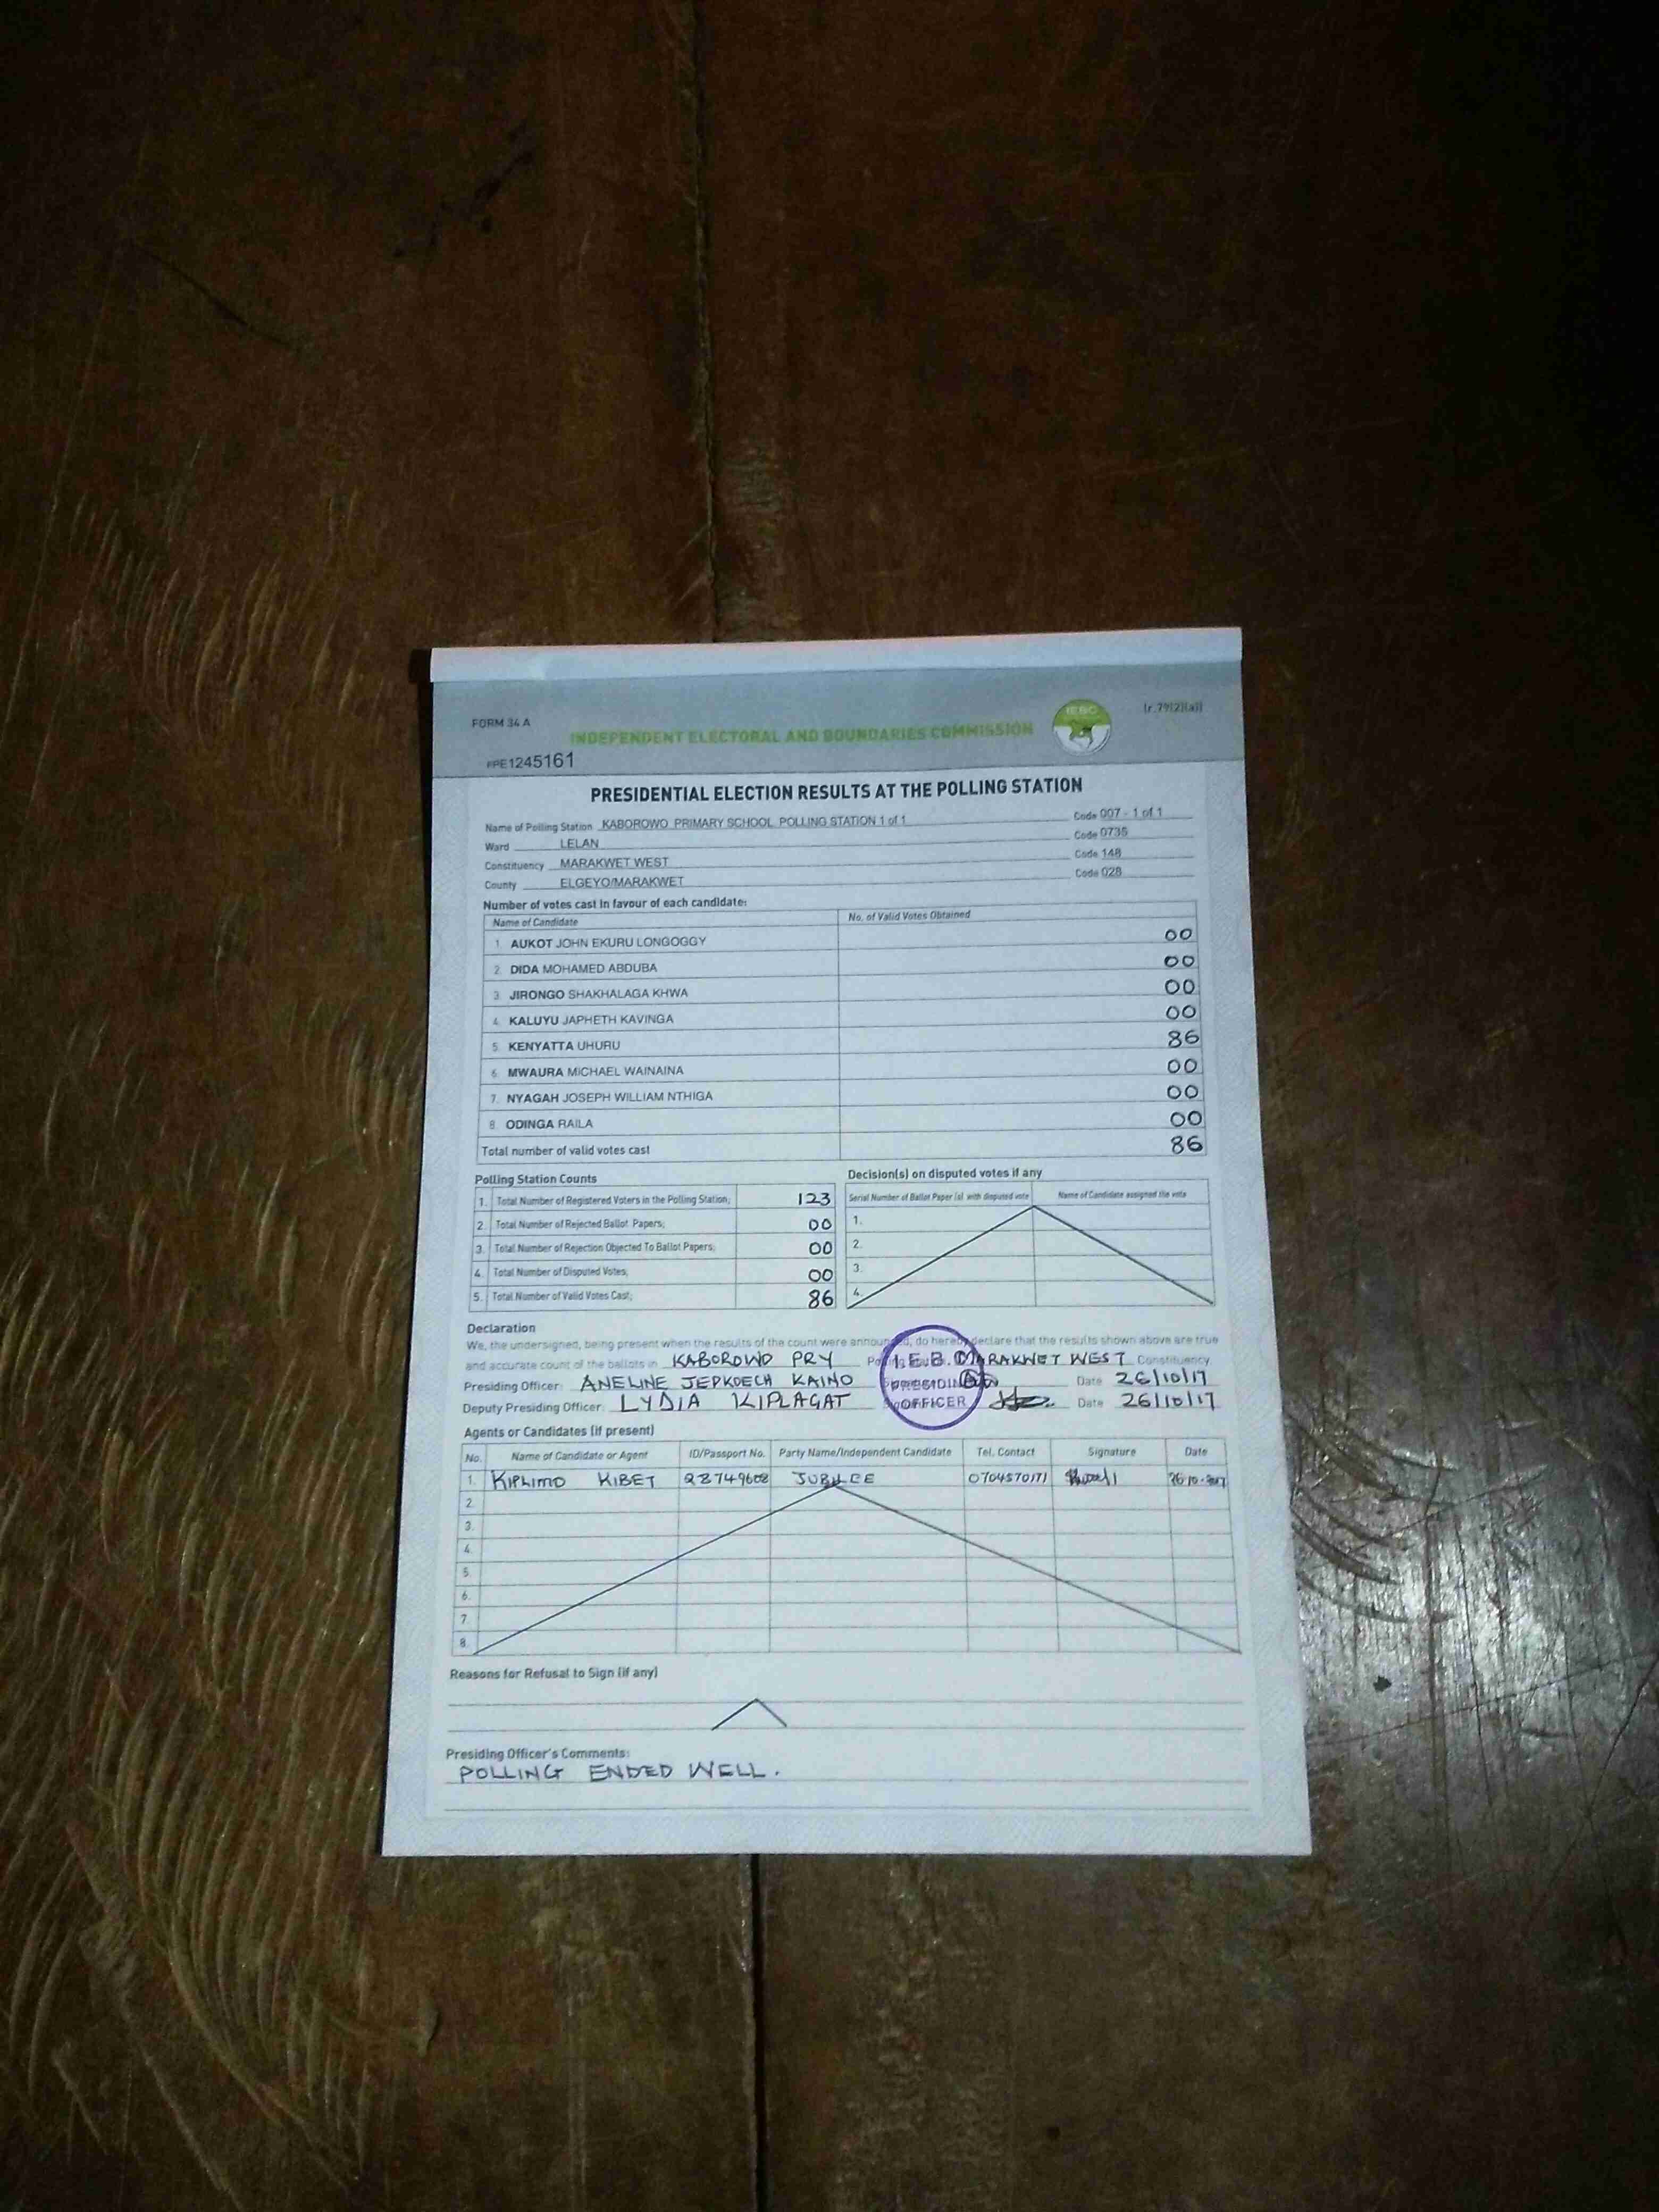 FORM 34 A
[r.79(2)(a)]
IEBC
INDEPENDENT ELECTORAL AND BOUNDARIES COMMISSION
PPE1245161
PRESIDENTIAL ELECTION RESULTS AT THE POLLING STATION
Name of Polling Station KABOROWO PRIMARY SCHOOL POLLING STATION 1 of 1 Code 007 - 1 of 1
Ward LELAN Code 0735
Constituency MARAKWET WEST Code 148
County ELGEYO/MARAKWET Code 028
Number of votes cast in favour of each candidate:
Name of Candidate No. of Valid Votes Obtained
1. AUKOT JOHN EKURU LONGOGGY 00
2. DIDA MOHAMED ABDUBA 00
3. JIRONGO SHAKHALAGA KHWA 00
4. KALUYU JAPHETH KAVINGA 00
5. KENYATTA UHURU 86
6. MWAURA MICHAEL WAINAINA 00
7. NYAGAH JOSEPH WILLIAM NTHIGA 00
8. ODINGA RAILA 00
Total number of valid votes cast 86
Polling Station Counts
1. Total Number of Registered Voters in the Polling Station; 123
2. Total Number of Rejected Ballot Papers; 00
3. Total Number of Rejection Objected To Ballot Papers; 00
4. Total Number of Disputed Votes; 00
5. Total Number of Valid Votes Cast; 86
Decision(s) on disputed votes if any
Serial Number of Ballot Paper (s) with disputed vote Name of Candidate assigned the vote
1.
2.
3.
4.
Declaration
We, the undersigned, being present when the results of the count were announced, do hereby declare that the results shown above are true
and accurate count of the ballots in KABOROWO PRY MARAKWET WEST Constituency
Presiding Officer: ANELINE JEPKOECH KAINO Date 26/10/17
Deputy Presiding Officer: LYDIA KIPLAGAT Date 26/10/17
I.E.B.C
PRESIDING
OFFICER
Agents or Candidates (if present)
No. Name of Candidate or Agent ID/Passport No. Party Name/Independent Candidate Tel. Contact Signature Date
1. KIPLIMO KIBET 28749608 JUBILEE 0704570171 26-10-2017
2.
3.
4.
5.
6.
7.
8.
Reasons for Refusal to Sign (if any)
Presiding Officer's Comments:
POLLING ENDED WELL.